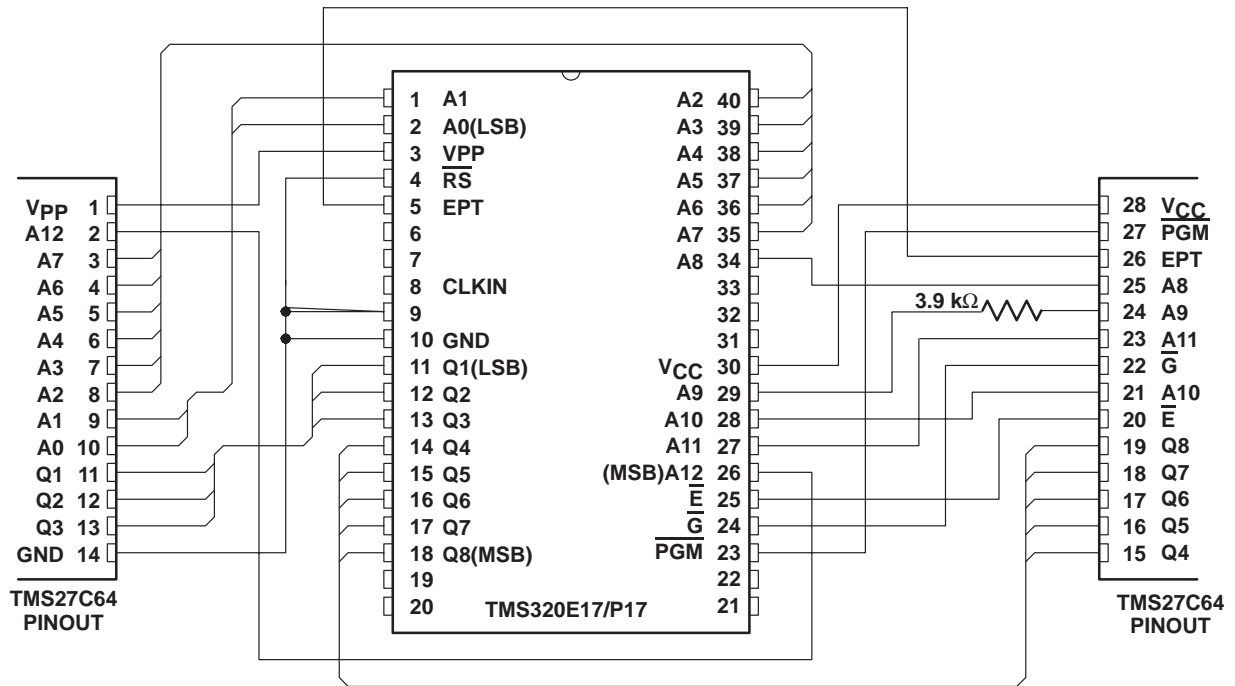 VPP 1
A12 2
A7 3
A6 4
A5 5
A4 6
A3 7
A2 8
A1 9
A0 10
Q1 11
Q2 12
Q3 13
GND 14
TMS27C64
PINOUT
1 A1
2 A0(LSB)
3 VPP
4 RS
5 EPT
6
7
8 CLKIN
9
10 GND
11 Q1(LSB)
12 Q2
13 Q3
14 Q4
15 Q5
16 Q6
17 Q7
18 Q8(MSB)
19
20
A2 40
A3 39
A4 38
A5 37
A6 36
A7 35
A8 34
33
32
31
VCC 30
A9 29
A10 28
A11 27
(MSB)A12 26
E 25
G 24
PGM 23
22
21
TMS320E17/P17
3.9 kΩ
28 VCC
27 PGM
26 EPT
25 A8
24 A9
23 A11
22 G
21 A10
20 E
19 Q8
18 Q7
17 Q6
16 Q5
15 Q4
TMS27C64
PINOUT